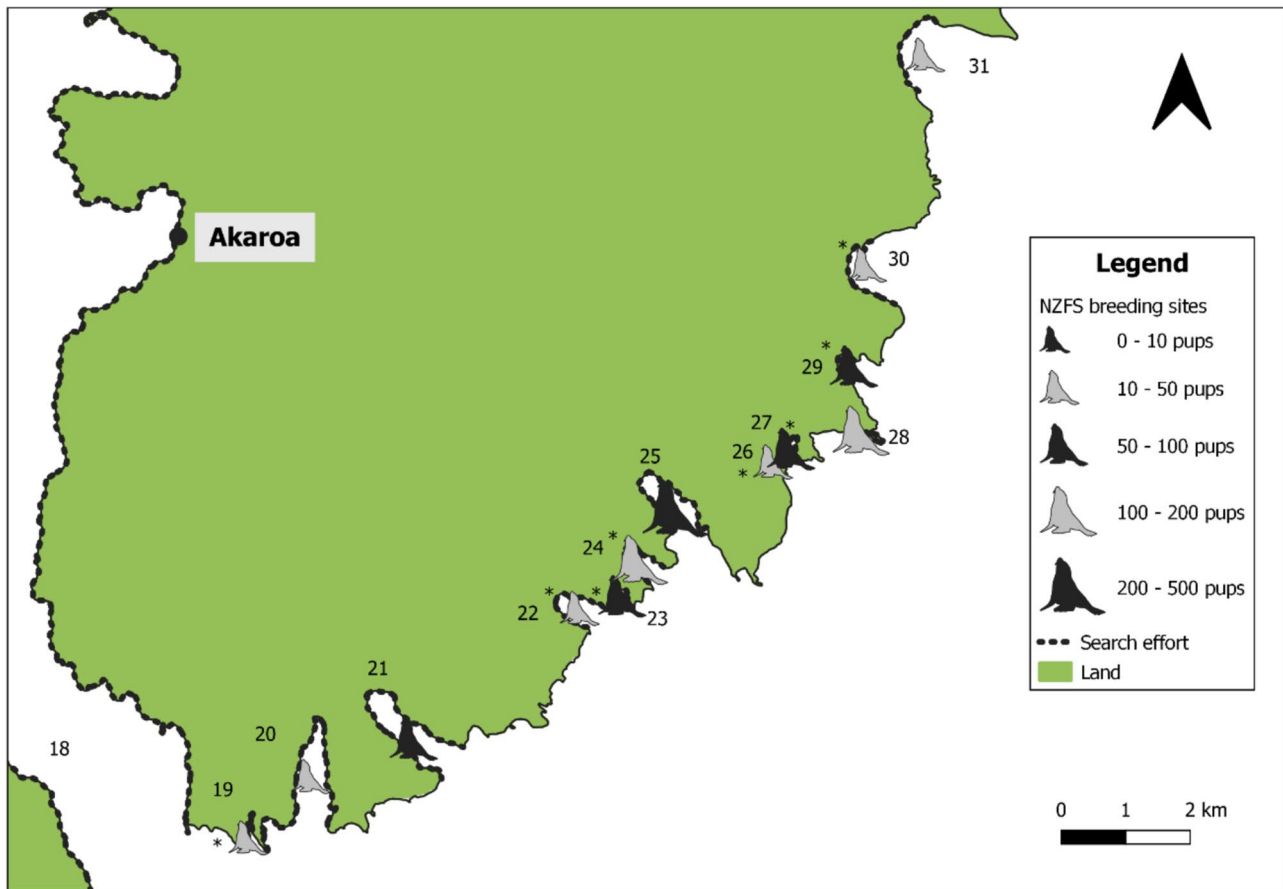 31
Akaroa
*
30
Legend
NZFS breeding sites
0 - 10 pups
10 - 50 pups
50 - 100 pups
100 - 200 pups
200 - 500 pups
Search effort
Land
*
29
27 *
28
26
*
25
24 *
22 * *
23
21
20
18
19
*
0 1 2 km